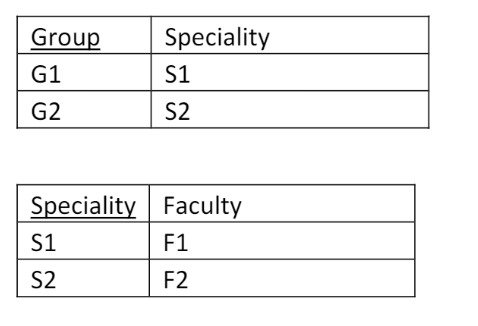 Group Speciality
G1 S1
G2 S2
Speciality Faculty
S1 F1
S2 F2